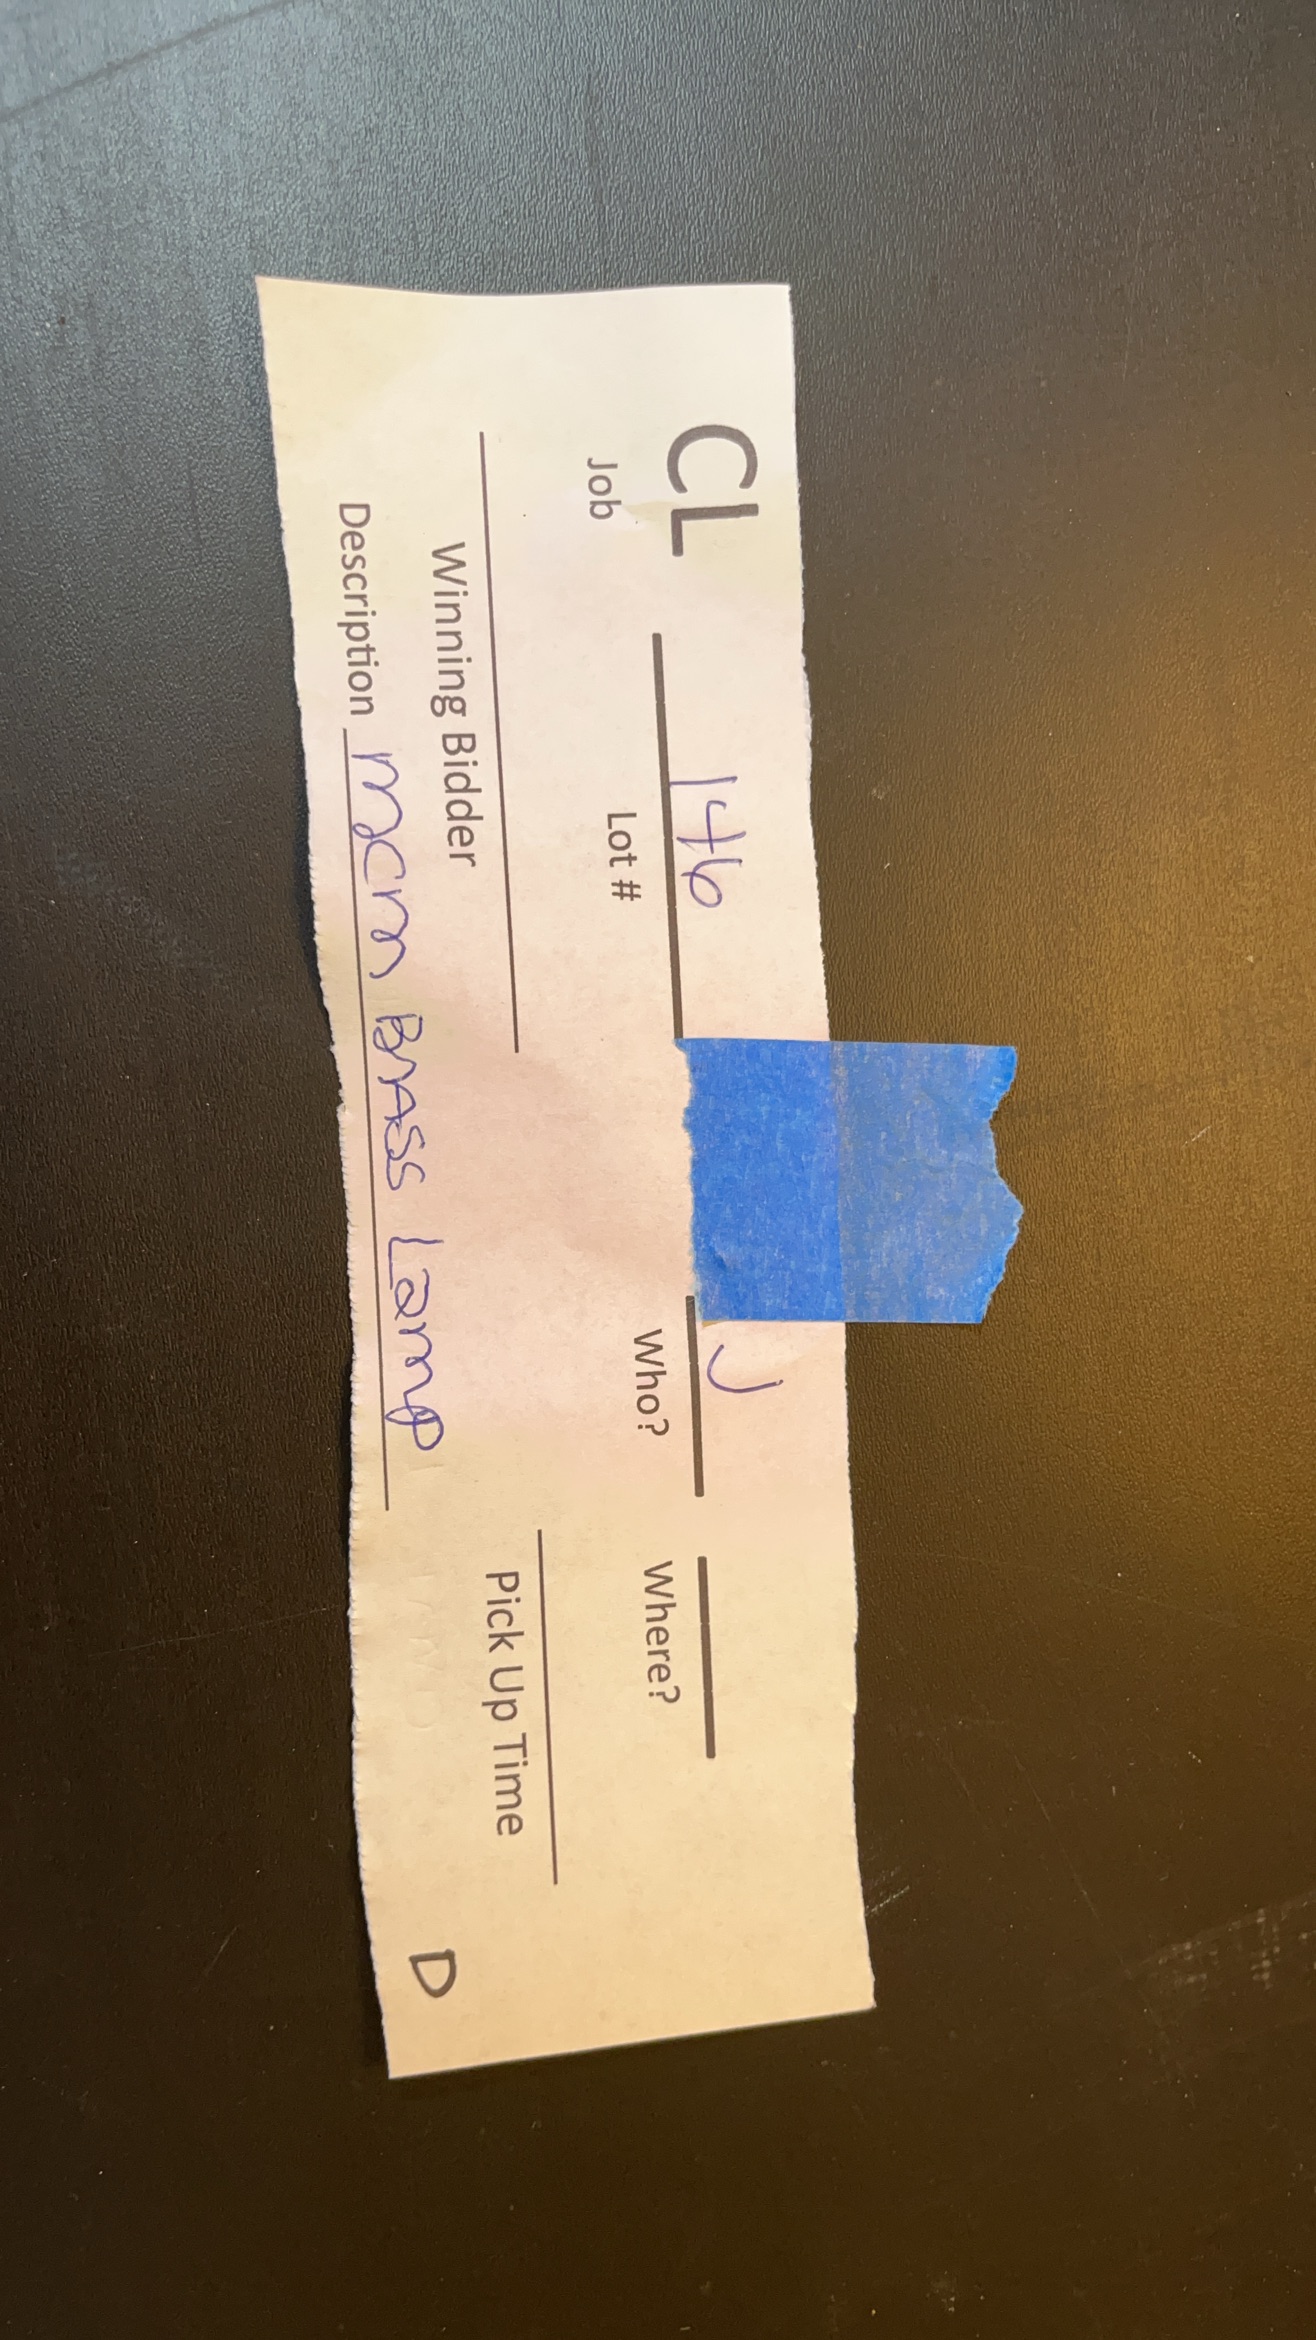 CL 146 J
Job Lot # Who? Where?
Winning Bidder Pick Up Time
Description mcm Brass Lamp
D